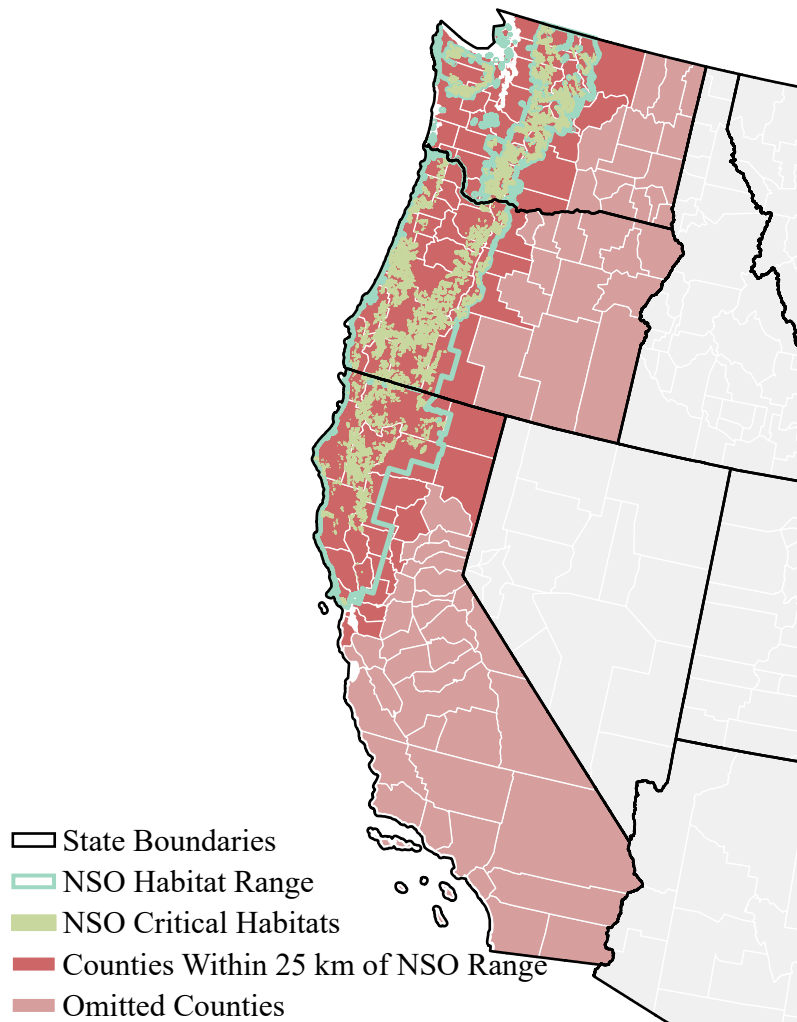 State Boundaries
NSO Habitat Range
NSO Critical Habitats
Counties Within 25 km of NSO Range
Omitted Counties